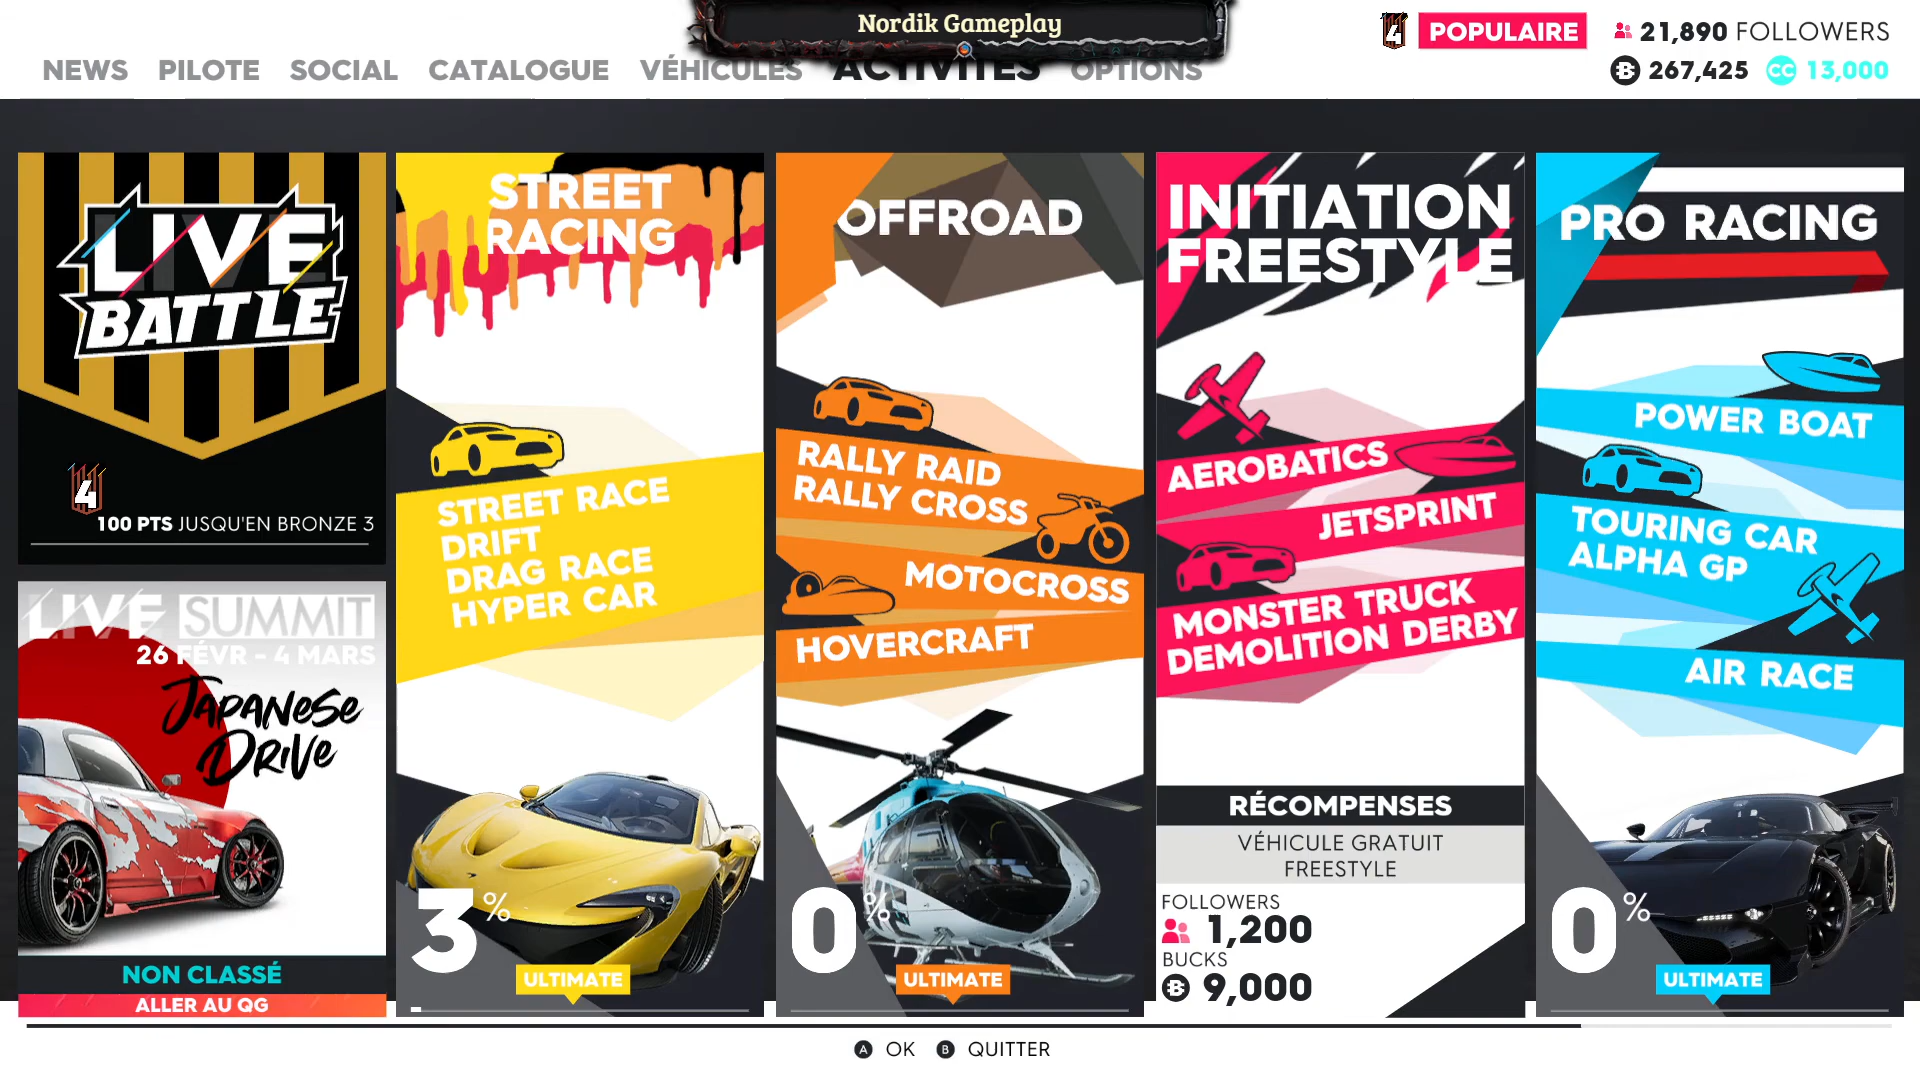 Nordik Gameplay
4 POPULAIRE
21,890 FOLLOWERS
267,425 CC 13,000
NEWS PILOTE SOCIAL CATALOGUE VÉHICULES ACTIVITÉS OPTIONS
LIVE
BATTLE
4
100 PTS JUSQU'EN BRONZE 3
LIVE SUMMIT
26 FÉVR - 4 MARS
JAPANESE
DRIVE
NON CLASSÉ
ALLER AU QG
STREET
RACING
STREET RACE
DRIFT
DRAG RACE
HYPER CAR
3%
ULTIMATE
OFFROAD
RALLY RAID
RALLY CROSS
MOTOCROSS
HOVERCRAFT
0%
ULTIMATE
INITIATION
FREESTYLE
AEROBATICS
JETSPRINT
MONSTER TRUCK
DEMOLITION DERBY
RÉCOMPENSES
VÉHICULE GRATUIT
FREESTYLE
FOLLOWERS
1,200
BUCKS
9,000
PRO RACING
POWER BOAT
TOURING CAR
ALPHA GP
AIR RACE
0%
ULTIMATE
A OK B QUITTER